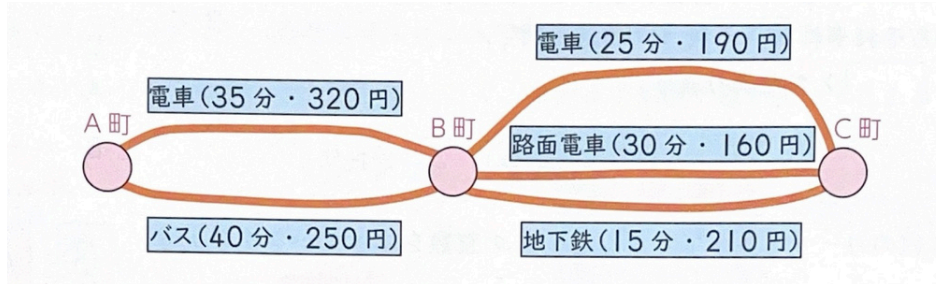 電車(25分・190円)
電車(35分・320円)
A町
B町
C町
路面電車(30分・160円)
バス(40分・250円)
地下鉄(15分・210円)